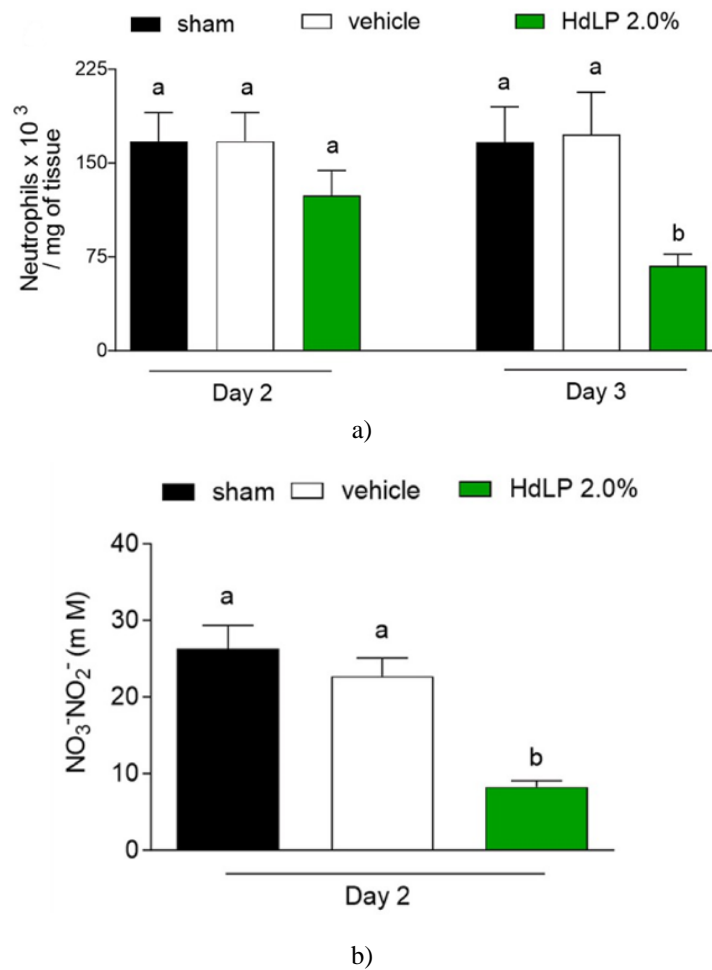 sham vehicle HdLP 2.0%
Neutrophils x 10 3
/ mg of tissue
225
150
75
0
a a a a a b
Day 2 Day 3
a)
sham vehicle HdLP 2.0%
NO3-NO2- (m M)
40
30
20
10
0
a a b
Day 2
b)